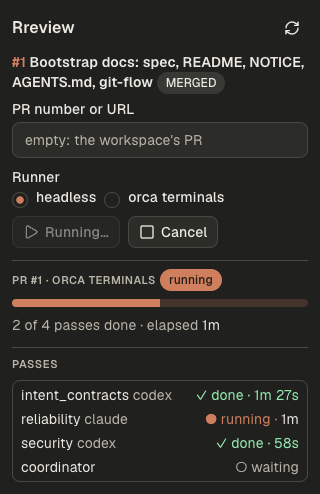 Rreview
#1 Bootstrap docs: spec, README, NOTICE,
AGENTS.md, git-flow MERGED
PR number or URL
empty: the workspace's PR
Runner
headless orca terminals
Running... Cancel
PR #1 · ORCA TERMINALS running
2 of 4 passes done · elapsed 1m
PASSES
intent_contracts codex ✓ done · 1m 27s
reliability claude running · 1m
security codex ✓ done · 58s
coordinator waiting